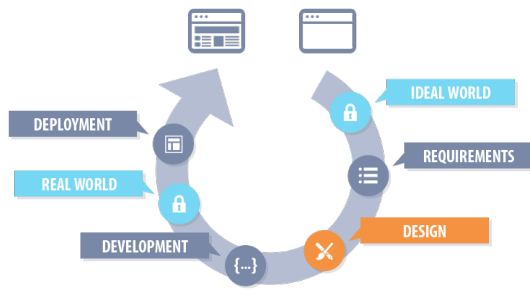 IDEAL WORLD
REQUIREMENTS
DESIGN
{...}
DEVELOPMENT
REAL WORLD
DEPLOYMENT